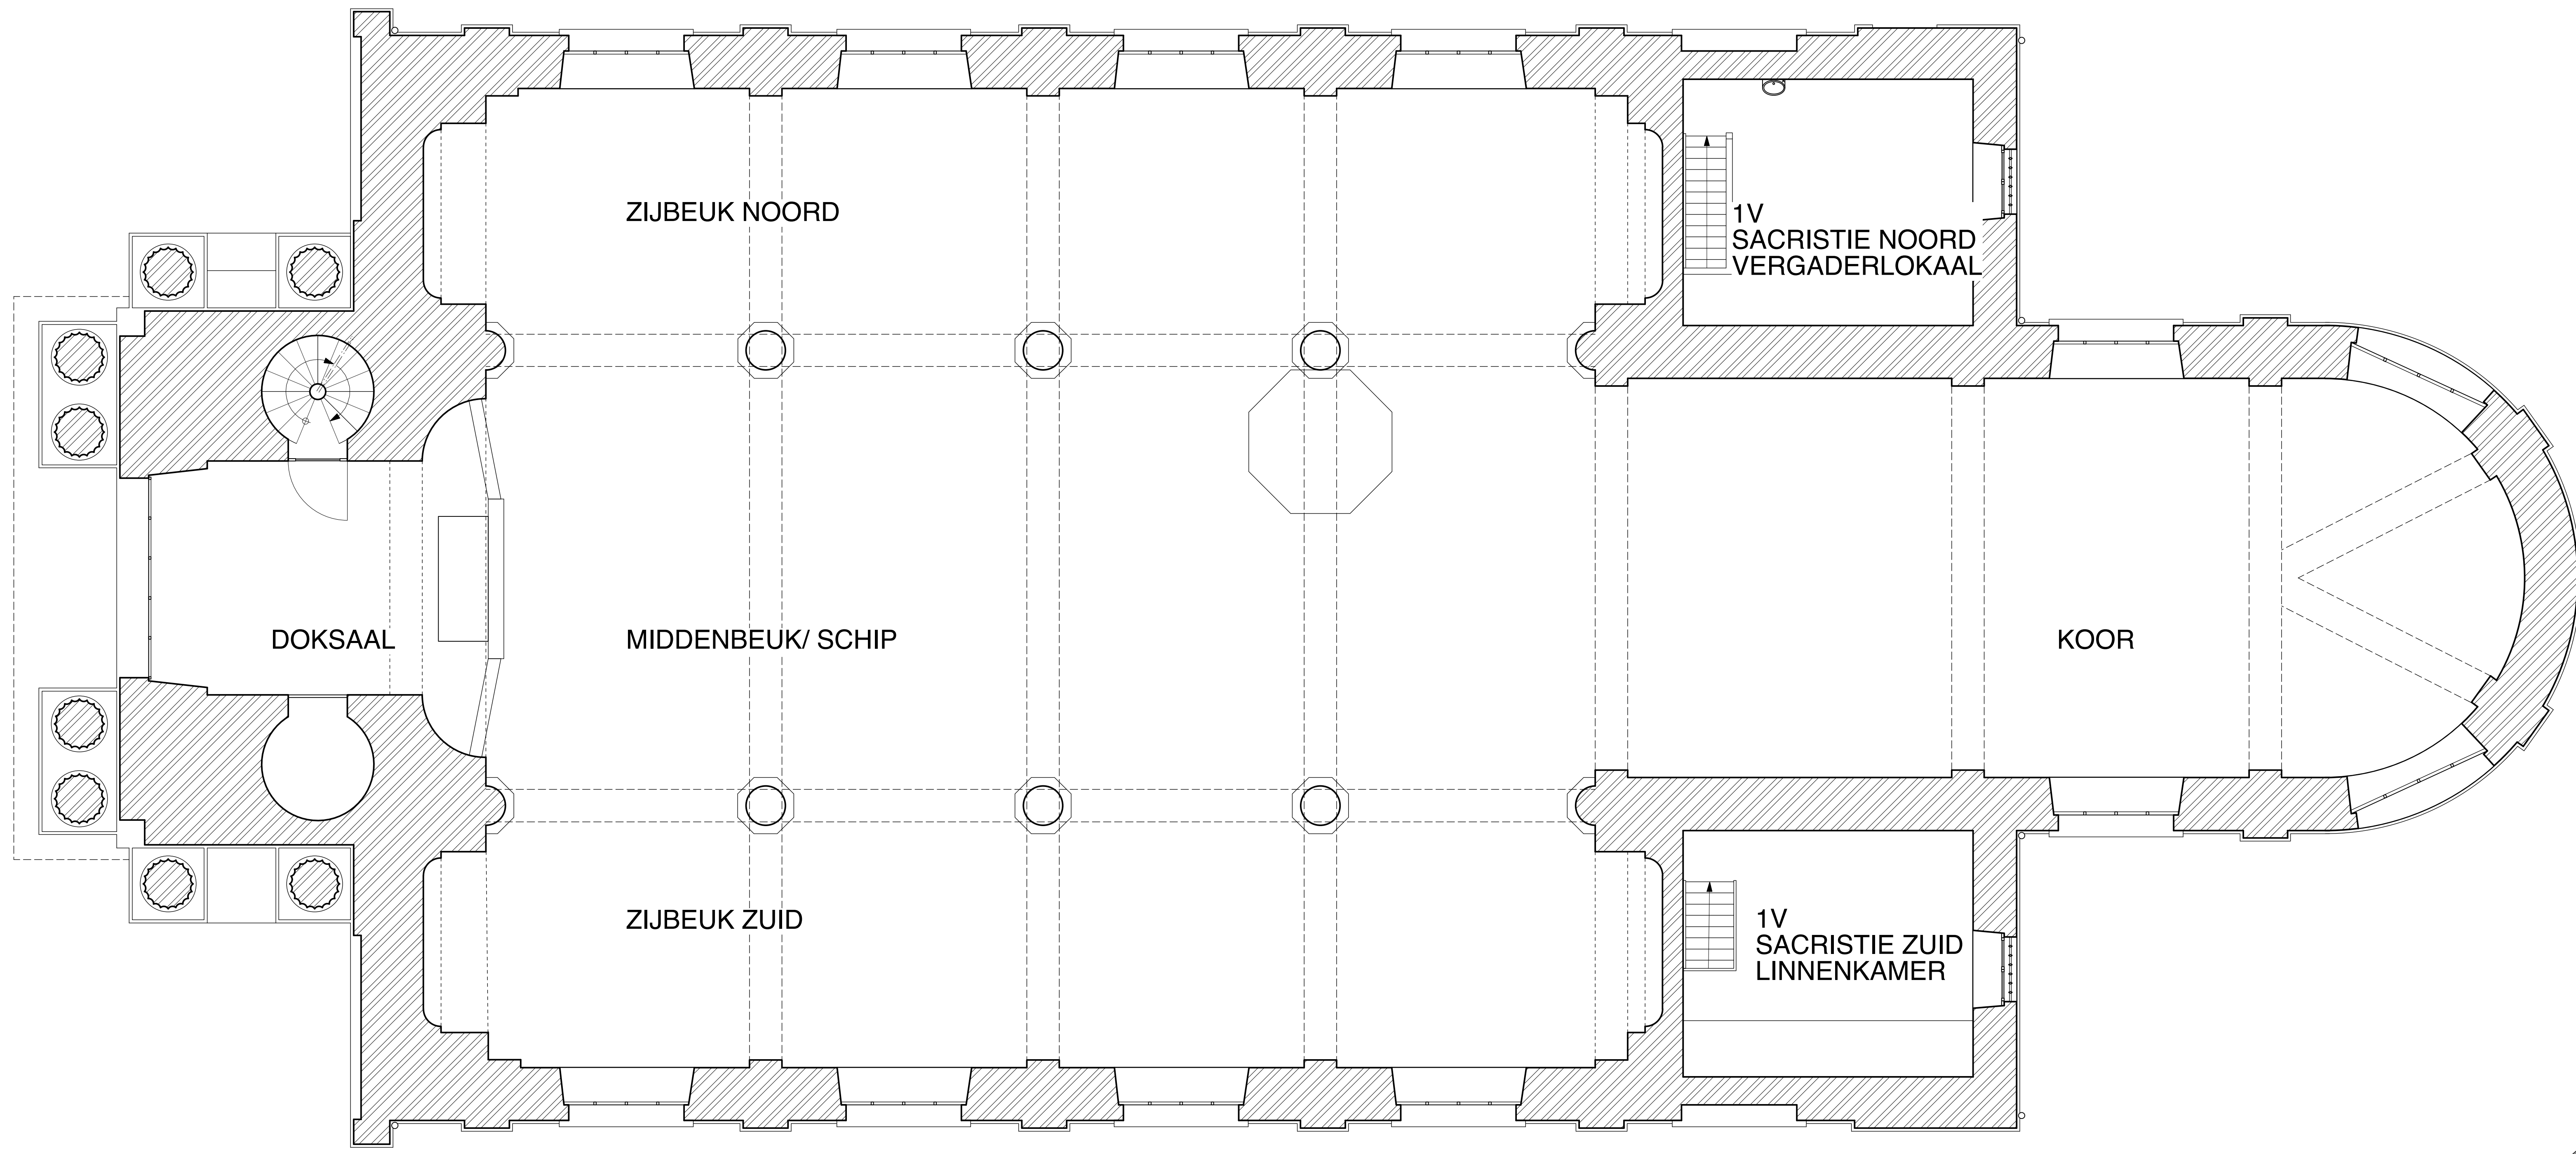 ZIJBEUK NOORD
1V
SACRISTIE NOORD
VERGADERLOKAAL
DOKSAAL
MIDDENBEUK/ SCHIP
KOOR
ZIJBEUK ZUID
1V
SACRISTIE ZUID
LINNENKAMER